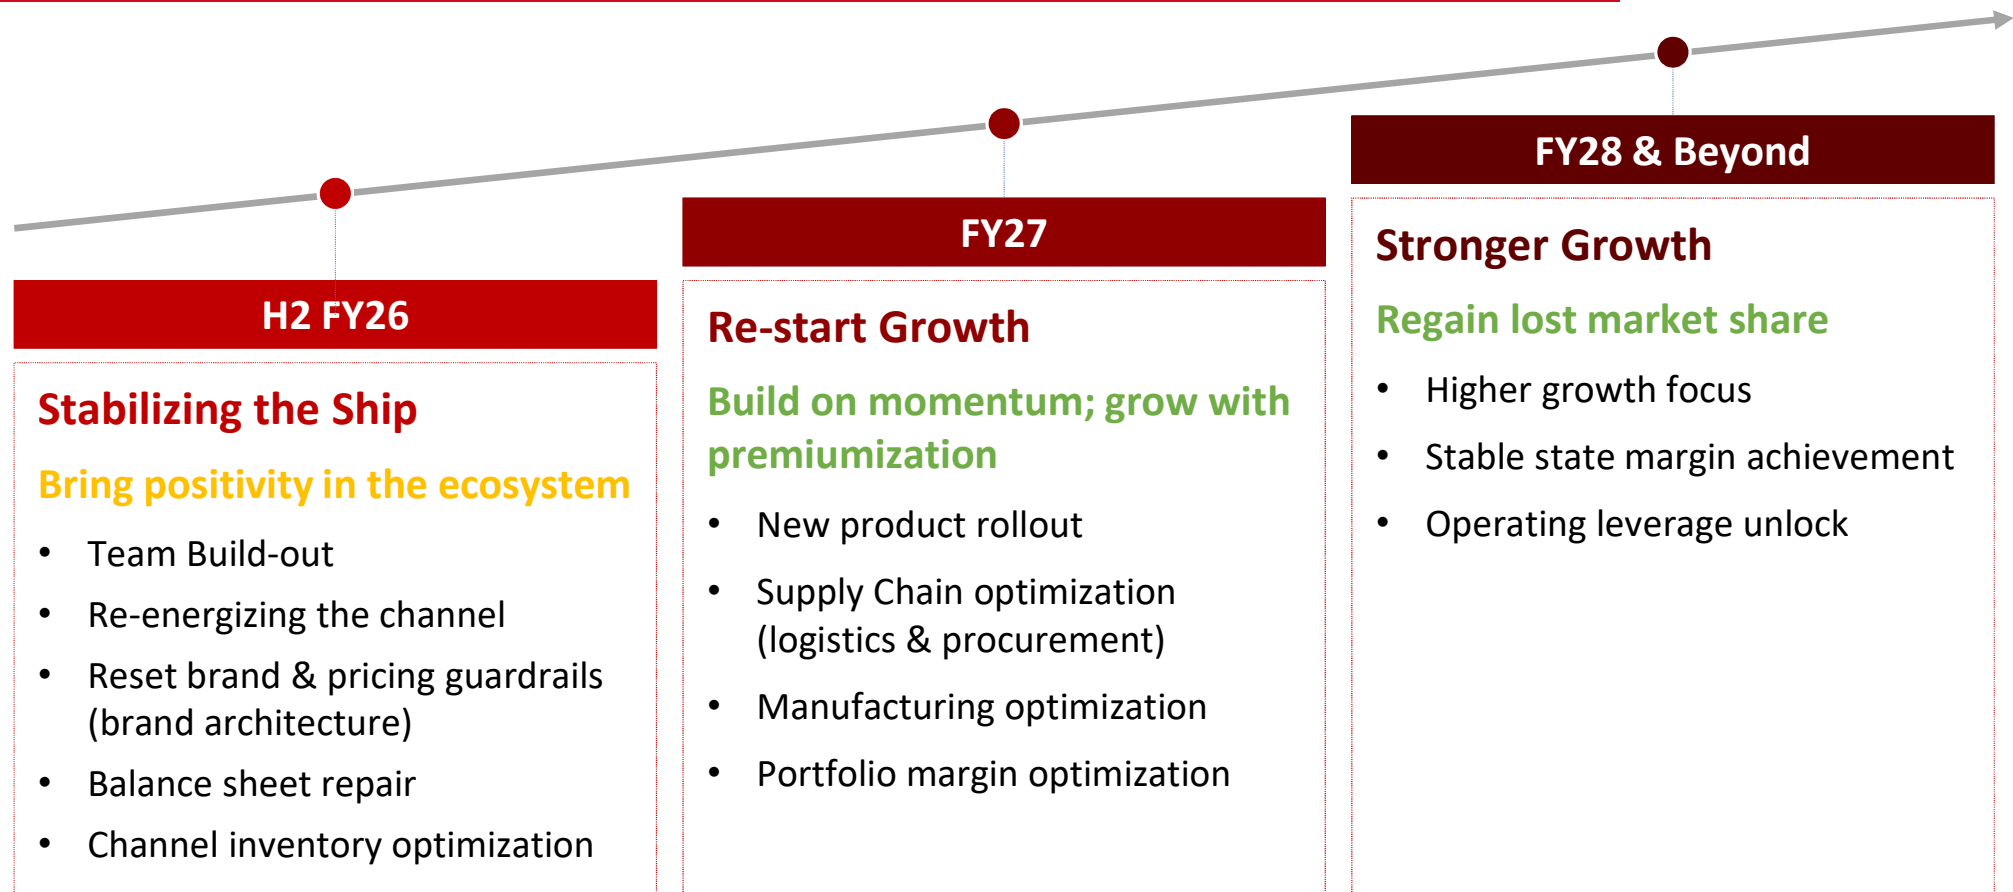 H2 FY26
Stabilizing the Ship
Bring positivity in the ecosystem
• Team Build-out
• Re-energizing the channel
• Reset brand & pricing guardrails
(brand architecture)
• Balance sheet repair
• Channel inventory optimization
FY27
Re-start Growth
Build on momentum; grow with
premiumization
• New product rollout
• Supply Chain optimization
(logistics & procurement)
• Manufacturing optimization
• Portfolio margin optimization
FY28 & Beyond
Stronger Growth
Regain lost market share
• Higher growth focus
• Stable state margin achievement
• Operating leverage unlock